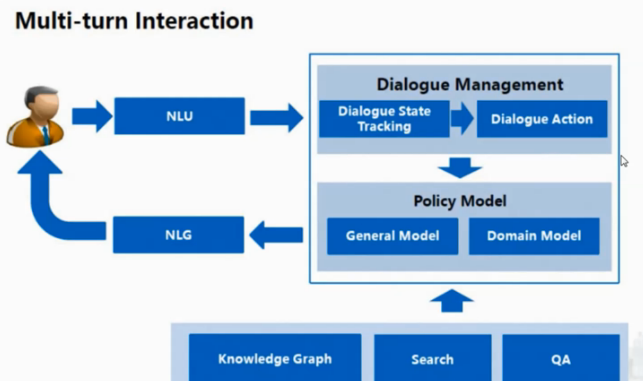 Multi-turn Interaction
Dialogue Management
NLU
Dialogue State
Tracking
Dialogue Action
Policy Model
NLG
General Model
Domain Model
Knowledge Graph
Search
QA